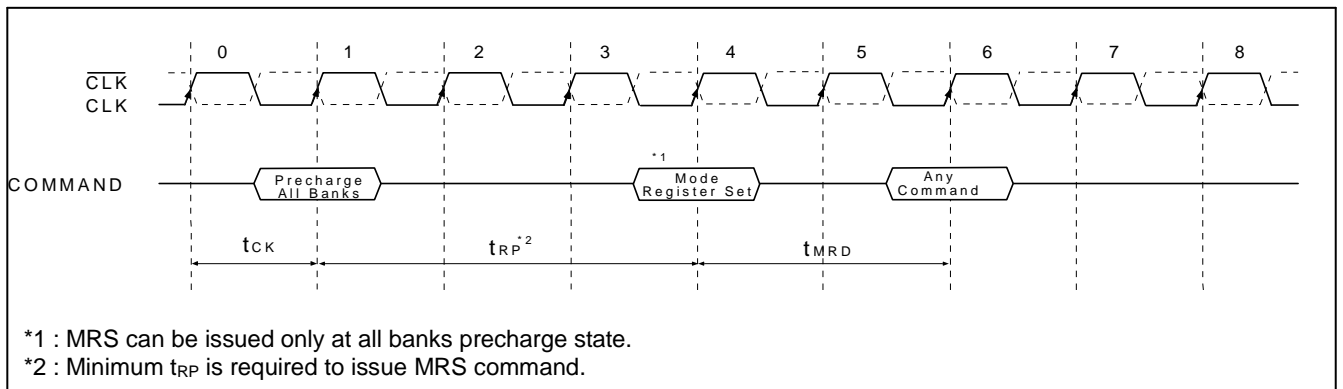 0 1 2 3 4 5 6 7 8
CLK
CLK
*1
COMMAND
Precharge
All Banks
Mode
Register Set
Any
Command
tCK
tRP*2
tMRD
*1 : MRS can be issued only at all banks precharge state.
*2 : Minimum tRP is required to issue MRS command.